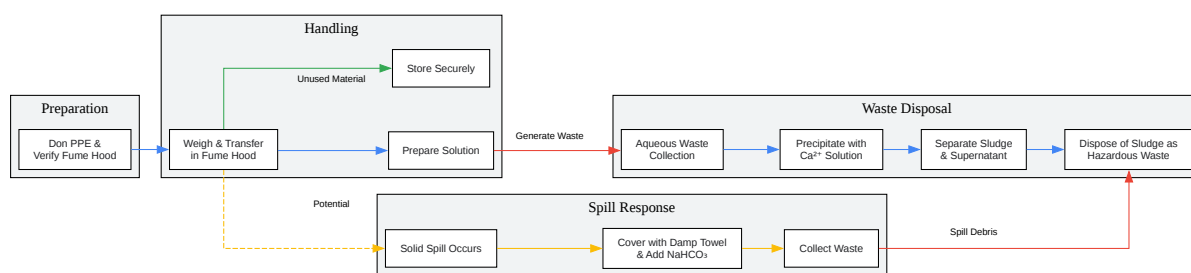 Handling
Unused Material
Store Securely
Preparation
Don PPE &
Verify Fume Hood
Weigh & Transfer
in Fume Hood
Prepare Solution
Generate Waste
Waste Disposal
Aqueous Waste
Collection
Precipitate with
Ca²⁺ Solution
Separate Sludge
& Supernatant
Dispose of Sludge as
Hazardous Waste
Potential
Spill Response
Solid Spill Occurs
Cover with Damp Towel
& Add NaHCO₃
Collect Waste
Spill Debris